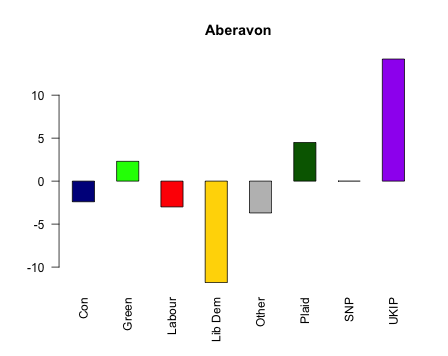 Aberavon
10
5
0
-5
-10
Con
Green
Labour
Lib Dem
Other
Plaid
SNP
UKIP